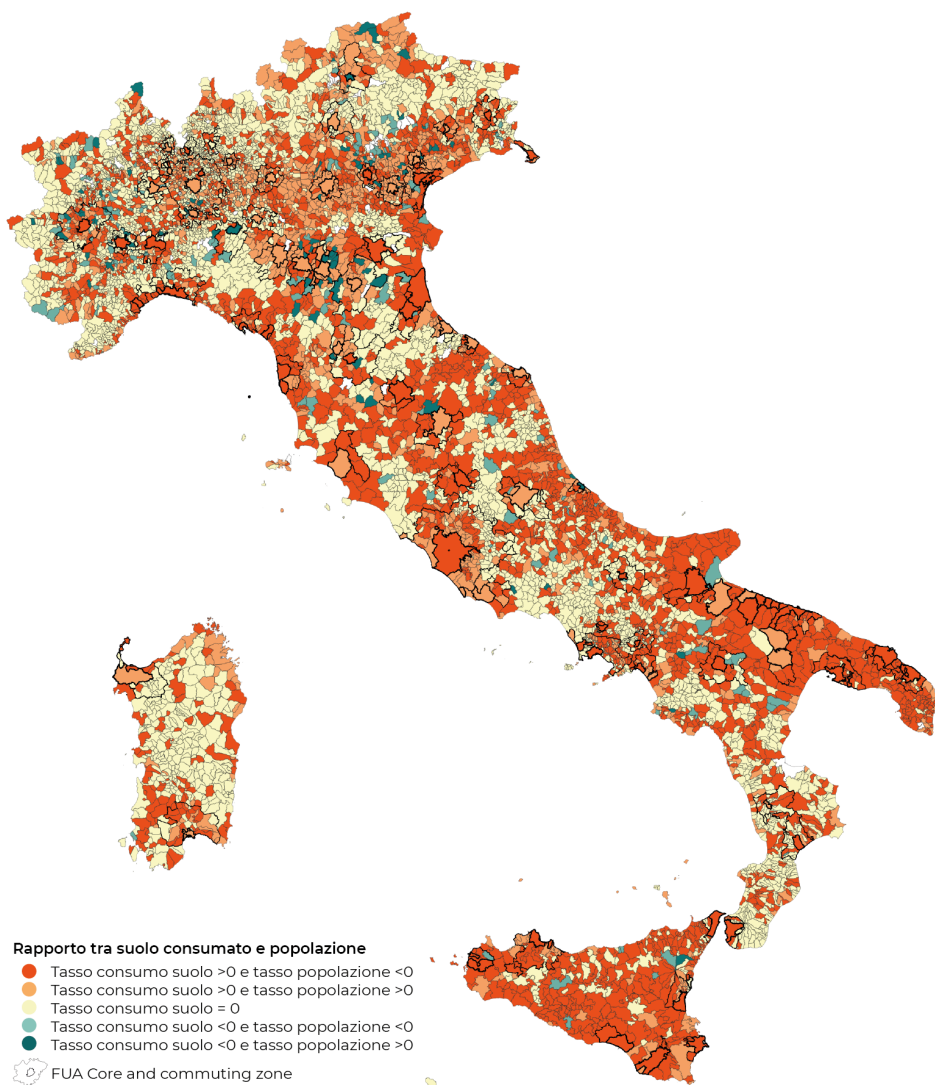 Rapporto tra suolo consumato e popolazione
Tasso consumo suolo >0 e tasso popolazione <0
Tasso consumo suolo >0 e tasso popolazione >0
Tasso consumo suolo = 0
Tasso consumo suolo <0 e tasso popolazione <0
Tasso consumo suolo <0 e tasso popolazione >0
FUA Core and commuting zone